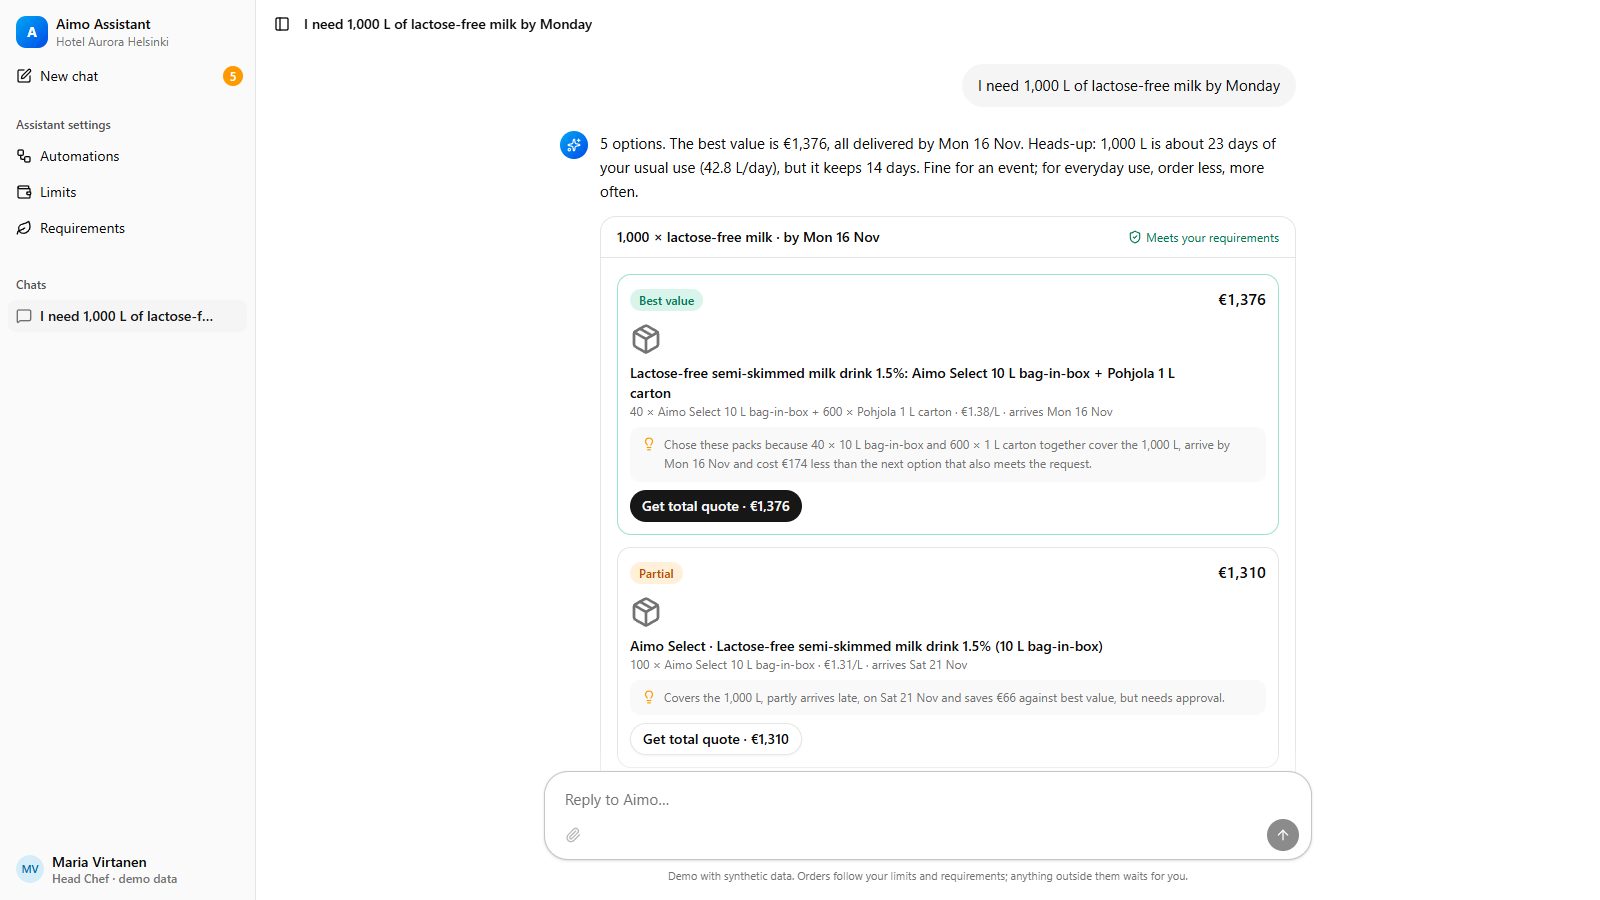 A
Aimo Assistant
Hotel Aurora Helsinki
New chat
5
Assistant settings
Automations
Limits
Requirements
Chats
I need 1,000 L of lactose-f...
MV
Maria Virtanen
Head Chef · demo data
I need 1,000 L of lactose-free milk by Monday
I need 1,000 L of lactose-free milk by Monday
5 options. The best value is €1,376, all delivered by Mon 16 Nov. Heads-up: 1,000 L is about 23 days of
your usual use (42.8 L/day), but it keeps 14 days. Fine for an event; for everyday use, order less, more
often.
1,000 × lactose-free milk · by Mon 16 Nov
Meets your requirements
Best value
€1,376
Lactose-free semi-skimmed milk drink 1.5%: Aimo Select 10 L bag-in-box + Pohjola 1 L
carton
40 × Aimo Select 10 L bag-in-box + 600 × Pohjola 1 L carton · €1.38/L · arrives Mon 16 Nov
Chose these packs because 40 × 10 L bag-in-box and 600 × 1 L carton together cover the 1,000 L, arrive by
Mon 16 Nov and cost €174 less than the next option that also meets the request.
Get total quote · €1,376
Partial
€1,310
Aimo Select · Lactose-free semi-skimmed milk drink 1.5% (10 L bag-in-box)
100 × Aimo Select 10 L bag-in-box · €1.31/L · arrives Sat 21 Nov
Covers the 1,000 L, partly arrives late, on Sat 21 Nov and saves €66 against best value, but needs approval.
Get total quote · €1,310
Reply to Aimo...
Demo with synthetic data. Orders follow your limits and requirements; anything outside them waits for you.